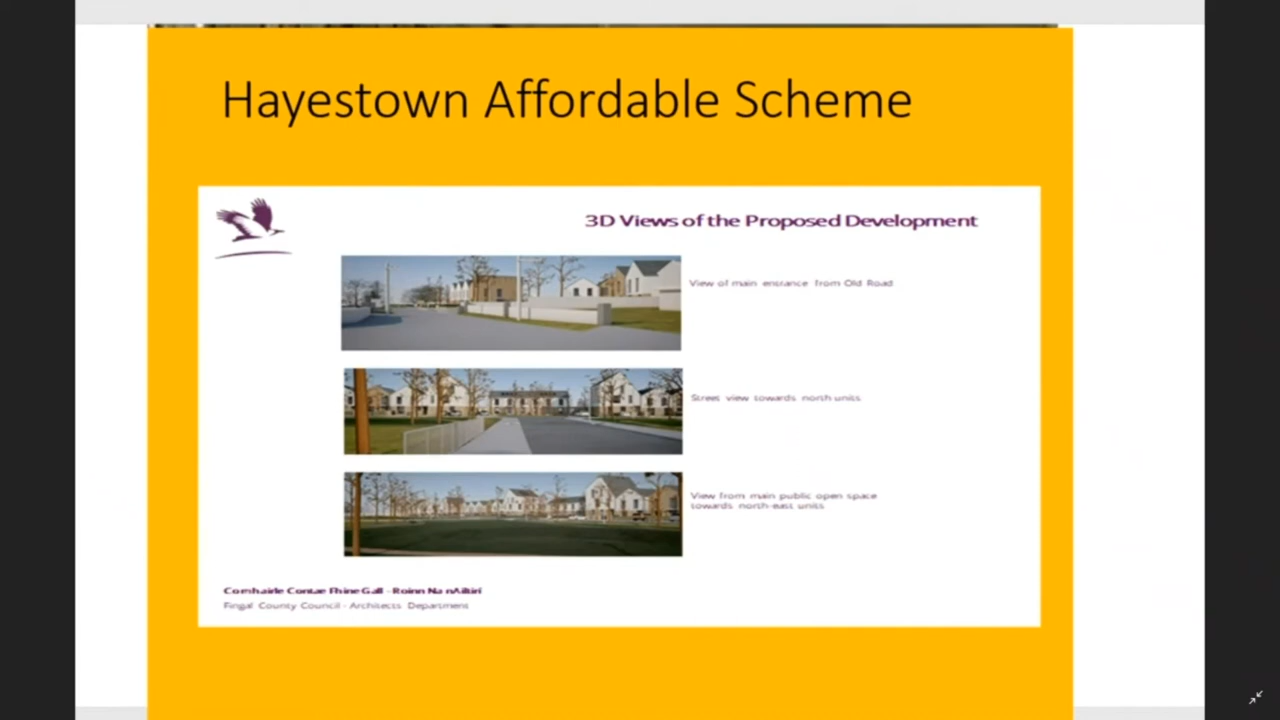 Hayestown Affordable Scheme
3D Views of the Proposed Development
View of main entrance from Old Road
Street view towards north units
View from main public open space
towards north-east units
Comhairle Contae Fhine Gall - Roinn Na nAiltirí
Fingal County Council - Architects Department